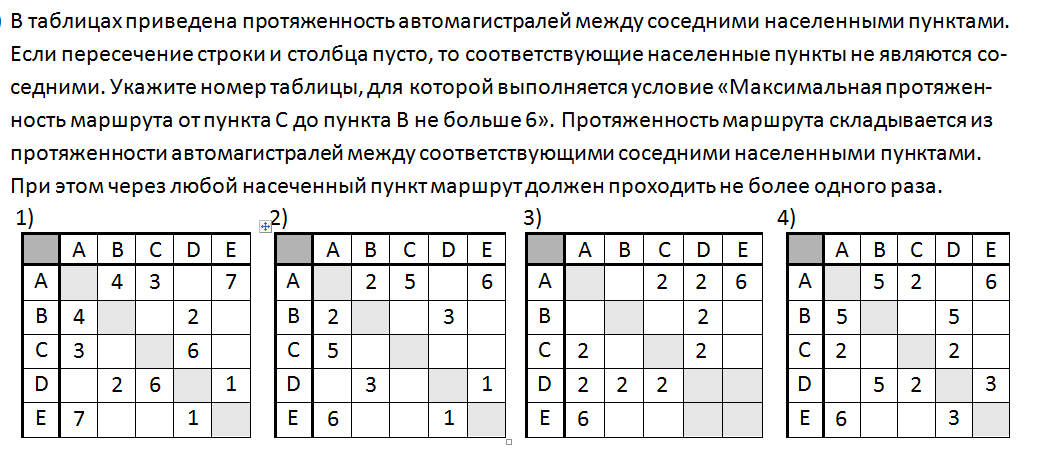 В таблицах приведена протяженность автомагистралей между соседними населенными пунктами.
Если пересечение строки и столбца пусто, то соответствующие населенные пункты не являются со-
седними. Укажите номер таблицы, для которой выполняется условие «Максимальная протяжен-
ность маршрута от пункта С до пункта В не больше 6». Протяженность маршрута складывается из
протяженности автомагистралей между соответствующими соседними населенными пунктами.
При этом через любой насеченный пункт маршрут должен проходить не более одного раза.
1) 2) 3) 4)
A B C D E A B C D E A B C D E A B C D E
A 4 3 7 A 2 5 6 A 2 2 6 A 5 2 6
B 4 2 B 2 3 B 2 B 5 5
C 3 6 C 5 C 2 2 C 2 2
D 2 6 1 D 3 1 D 2 2 2 D 5 2 3
E 7 1 E 6 1 E 6 E 6 3